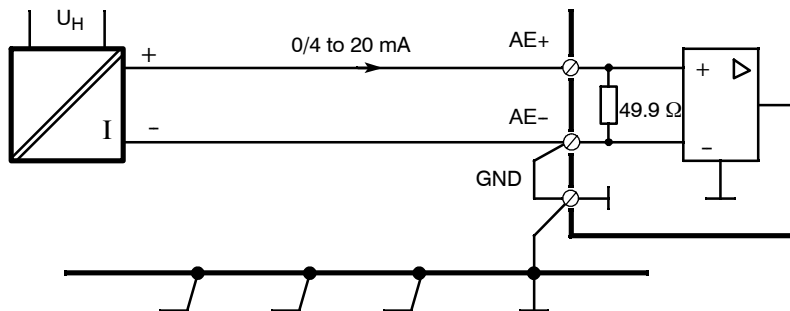 U_H
+
0/4 to 20 mA
AE+
+
49.9 Ω
I
–
AE–
–
GND